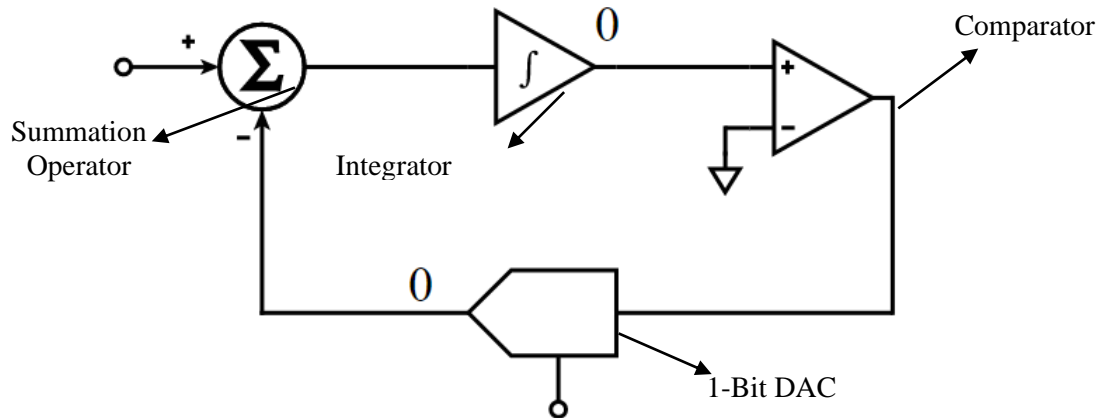 Comparator
0
+
Σ
∫
+
-
-
Summation
Operator
Integrator
0
1-Bit DAC